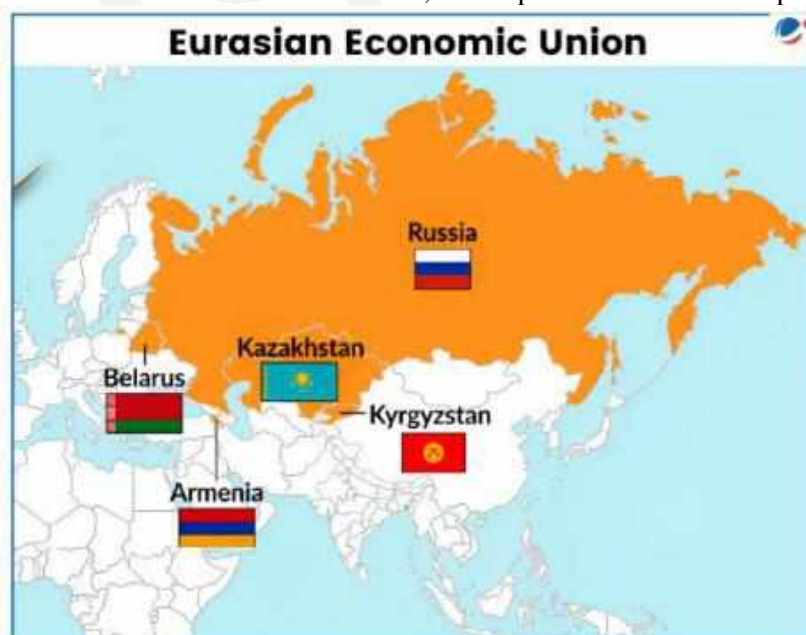 Eurasian Economic Union
Russia
Kazakhstan
Belarus
Kyrgyzstan
Armenia